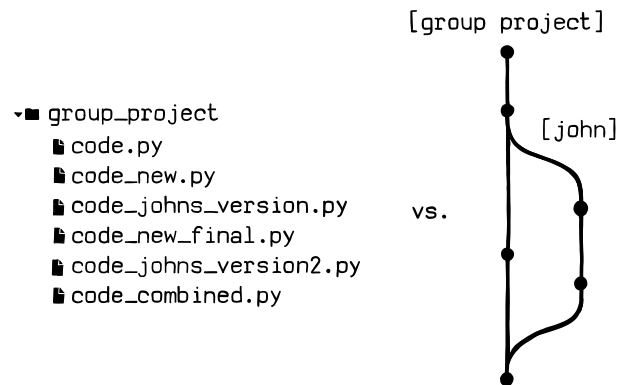 group_project
code.py
code_new.py
code_johns_version.py
code_new_final.py
code_johns_version2.py
code_combined.py
vs.
[group project]
[john]